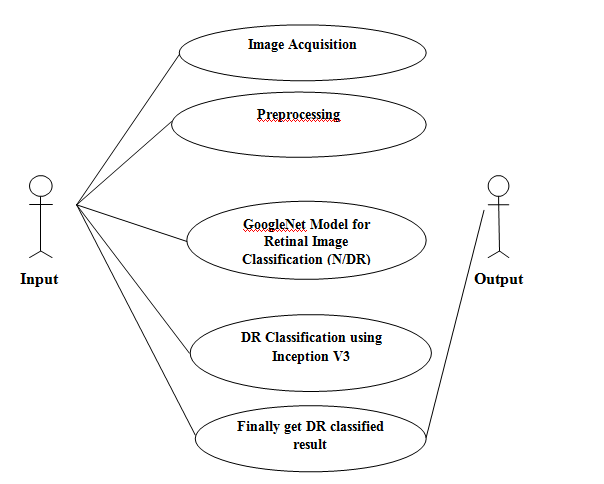 Image Acquisition
Preprocessing
GoogleNet Model for
Retinal Image
Classification (N/DR)
Input
Output
DR Classification using
Inception V3
Finally get DR classified
result